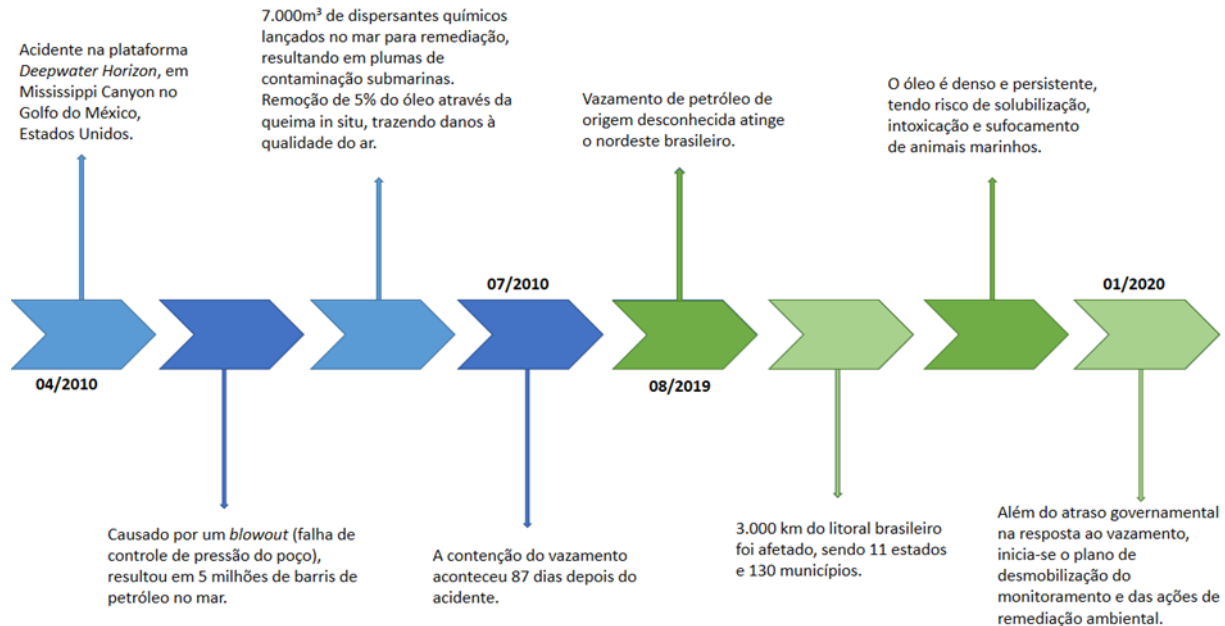 Acidente na plataforma
Deepwater Horizon, em
Mississippi Canyon no
Golfo do México,
Estados Unidos.
04/2010
Causado por um blowout (falha de
controle de pressão do poço),
resultou em 5 milhões de barris de
petróleo no mar.
7.000m³ de dispersantes químicos
lançados no mar para remediação,
resultando em plumas de
contaminação submarinas.
Remoção de 5% do óleo através da
queima in situ, trazendo danos à
qualidade do ar.
07/2010
A contenção do vazamento
aconteceu 87 dias depois do
acidente.
Vazamento de petróleo de
origem desconhecida atinge
o nordeste brasileiro.
08/2019
3.000 km do litoral brasileiro
foi afetado, sendo 11 estados
e 130 municípios.
O óleo é denso e persistente,
tendo risco de solubilização,
intoxicação e sufocamento
de animais marinhos.
01/2020
Além do atraso governamental
na resposta ao vazamento,
inicia-se o plano de
desmobilização do
monitoramento e das ações de
remediação ambiental.